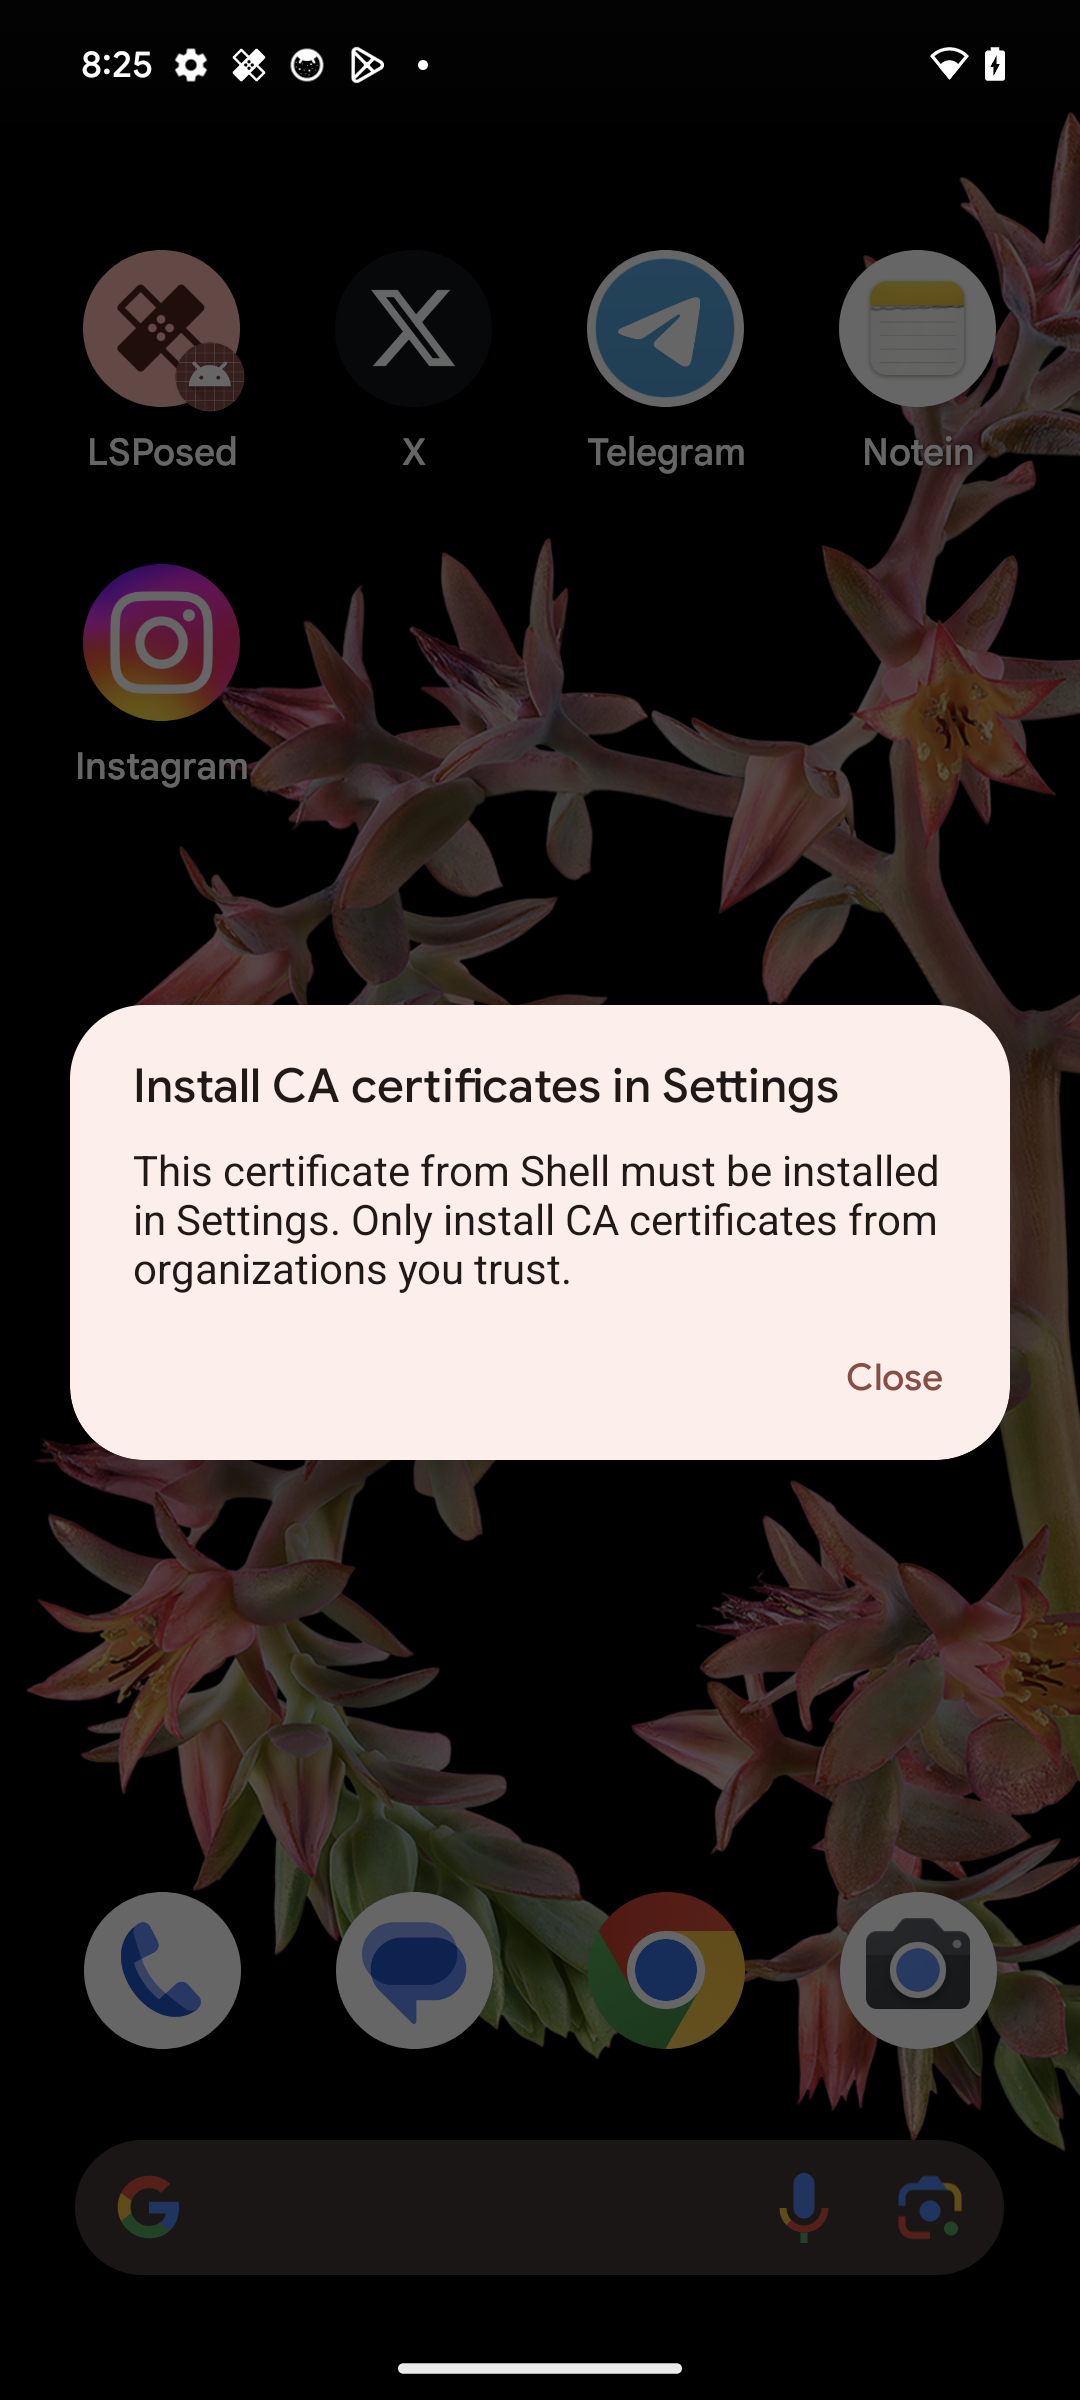 8:25
LSPosed
X
Telegram
Notein
Instagram
Install CA certificates in Settings
This certificate from Shell must be installed
in Settings. Only install CA certificates from
organizations you trust.
Close